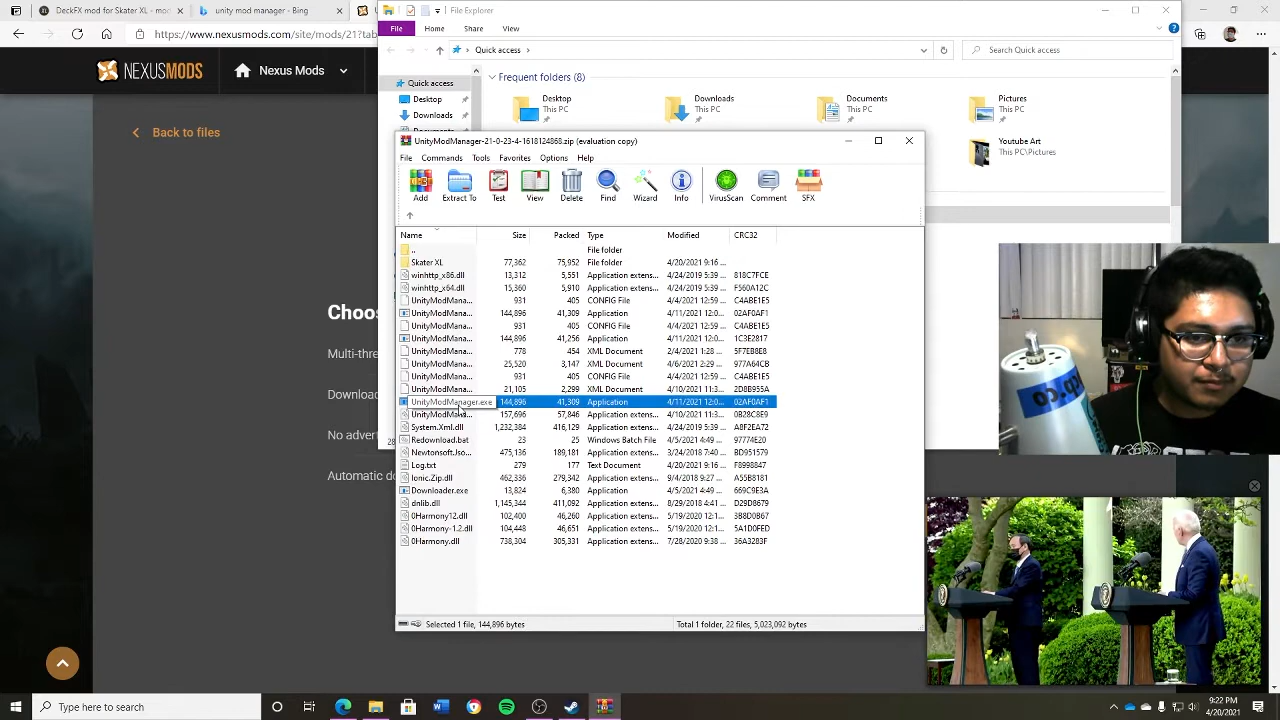 DeckFX mod for Skater XL - mod
unity mod manager - Bing
File Explorer
https://www.nexusmods.com/site/mods/21?tab
File
Home
Share
View
Quick access
Search Quick access
NEXUSMODS
Nexus Mods
Quick access
Desktop
Downloads
Documents
Frequent folders (8)
Desktop
This PC
Downloads
This PC
Documents
This PC
Pictures
This PC
Youtube Art
This PC\Pictures
Back to files
UnityModManager-21-0-23-4-1618124868.zip (evaluation copy)
File Commands Tools Favorites Options Help
Add Extract To Test View Delete Find Wizard Info VirusScan Comment SFX
Name Size Packed Type Modified CRC32
.. File folder
Skater XL 77,362 75,952 File folder 4/20/2021 9:16 ...
winhttp_x86.dll 13,312 5,551 Application extens... 4/24/2019 5:39 ... 818C7FCE
winhttp_x64.dll 15,360 5,910 Application extens... 4/24/2019 5:39 ... F560A12C
UnityModMana... 931 405 CONFIG File 4/4/2021 12:59 ... C4ABE1E5
UnityModMana... 144,896 41,309 Application 4/11/2021 12:0... 02AF0AF1
UnityModMana... 931 405 CONFIG File 4/4/2021 12:59 ... C4ABE1E5
UnityModMana... 144,896 41,256 Application 4/11/2021 12:0... 1C3E2817
UnityModMana... 778 454 XML Document 2/4/2021 1:28 ... 5F7EB8E8
UnityModMana... 25,520 3,147 XML Document 4/6/2021 2:29 ... 977A64CB
UnityModMana... 931 405 CONFIG File 4/4/2021 12:59 ... C4ABE1E5
UnityModMana... 21,105 2,299 XML Document 4/10/2021 11:3... 2D8B955A
UnityModManager.exe 144,896 41,309 Application 4/11/2021 12:0... 02AF0AF1
UnityModMana... 157,696 57,846 Application extens... 4/10/2021 11:3... 0B28C8E9
System.Xml.dll 1,232,384 416,129 Application extens... 4/24/2019 5:39 ... A8F2EA72
Redownload.bat 23 25 Windows Batch File 4/5/2021 4:49 ... 97774E20
Newtonsoft.Jso... 475,136 189,181 Application extens... 3/24/2018 7:40 ... BD951579
Log.txt 279 177 Text Document 4/20/2021 9:16 ... F8998847
Ionic.Zip.dll 462,336 279,342 Application extens... 9/4/2018 9:27 ... A55B8181
Downloader.exe 13,824 6,380 Application 4/5/2021 4:49 ... 669C9E3A
dnlib.dll 1,145,344 411,092 Application extens... 8/29/2018 4:41 ... D29D8679
0Harmony12.dll 102,400 46,260 Application extens... 5/19/2020 12:1... 3B8D0B67
0Harmony-1.2.dll 104,448 46,651 Application extens... 5/19/2020 12:1... 5A1D0FED
0Harmony.dll 738,304 305,331 Application extens... 7/28/2020 9:38 ... 36A3283F
Selected 1 file, 144,896 bytes
Total 1 folder, 22 files, 5,023,092 bytes
Choos
Multi-thre
Download
No advert
Automatic do
28
Type here to search
9:22 PM
4/20/2021